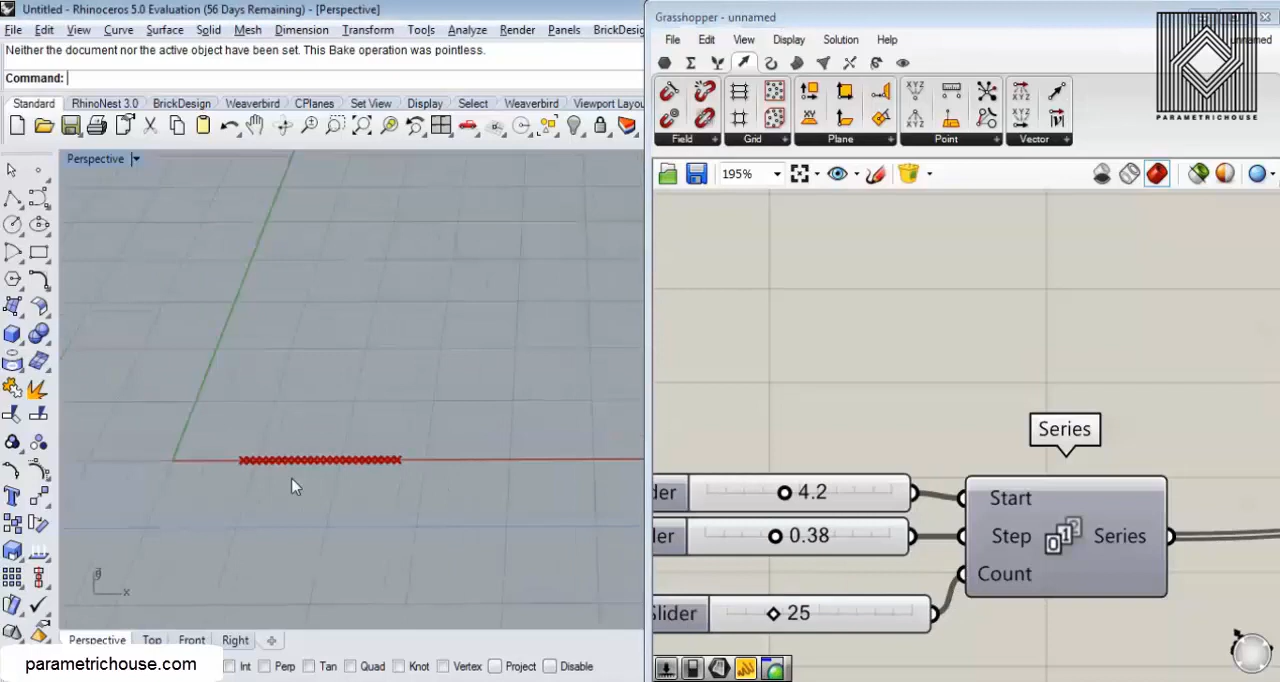 Untitled - Rhinoceros 5.0 Evaluation (56 Days Remaining) - [Perspective]
File Edit View Curve Surface Solid Mesh Dimension Transform Tools Analyze Render Panels BrickDesig
Neither the document nor the active object have been set. This Bake operation was pointless.
Command:
Standard RhinoNest 3.0 BrickDesign Weaverbird CPlanes Set View Display Select Weaverbird Viewport Layou
Perspective
x
Perspective Top Front Right
Int Perp Tan Quad Knot Vertex Project Disable
parametrichouse.com
Grasshopper - unnamed
File Edit View Display Solution Help
unnamed
PARAMETRICHOUSE
Field Grid Plane Point Vector
195%
Series
der 4.2
Start
ler 0.38
Step
Series
Count
Slider 25